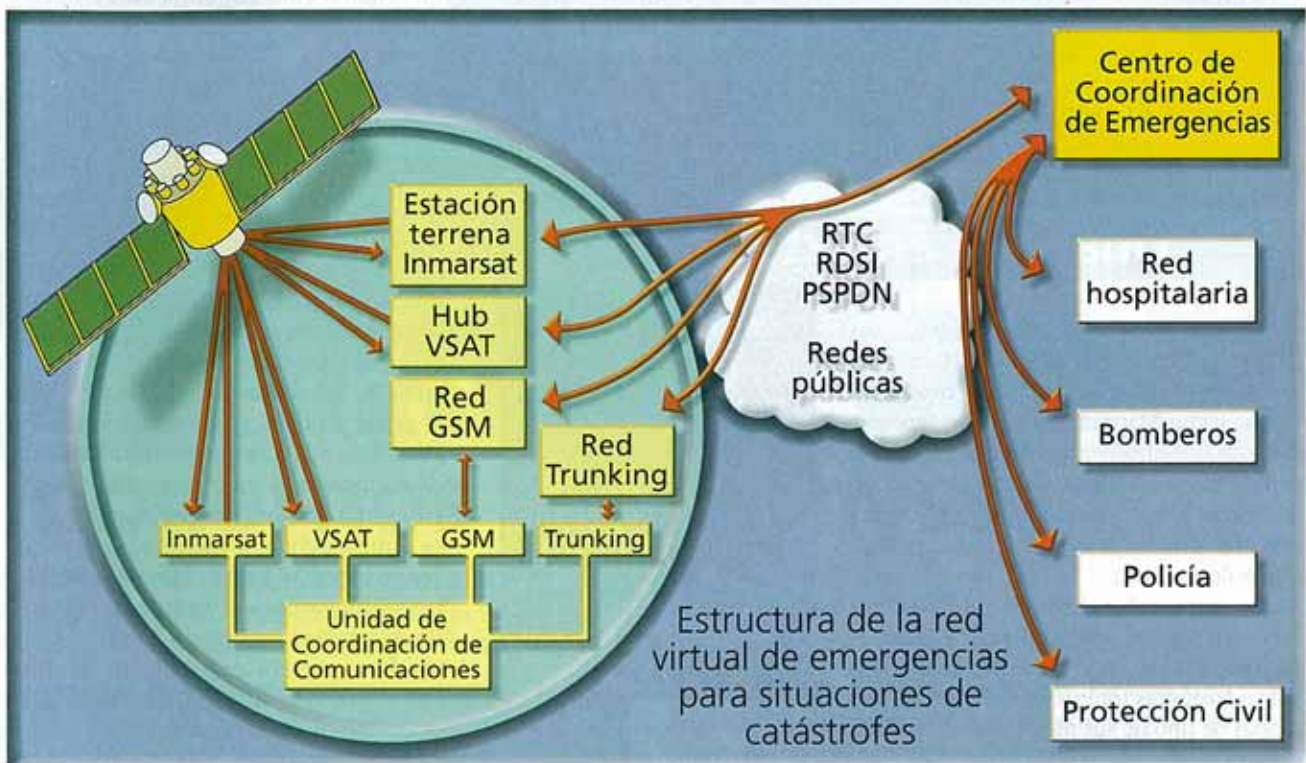 Centro de
Coordinación
de Emergencias
Estación
terrena
Inmarsat
RTC
RDSI
PSPDN
Redes
públicas
Red
hospitalaria
Hub
VSAT
Red
GSM
Red
Trunking
Bomberos
Inmarsat
VSAT
GSM
Trunking
Policía
Unidad de
Coordinación de
Comunicaciones
Estructura de la red
virtual de emergencias
para situaciones de
catástrofes
Protección Civil